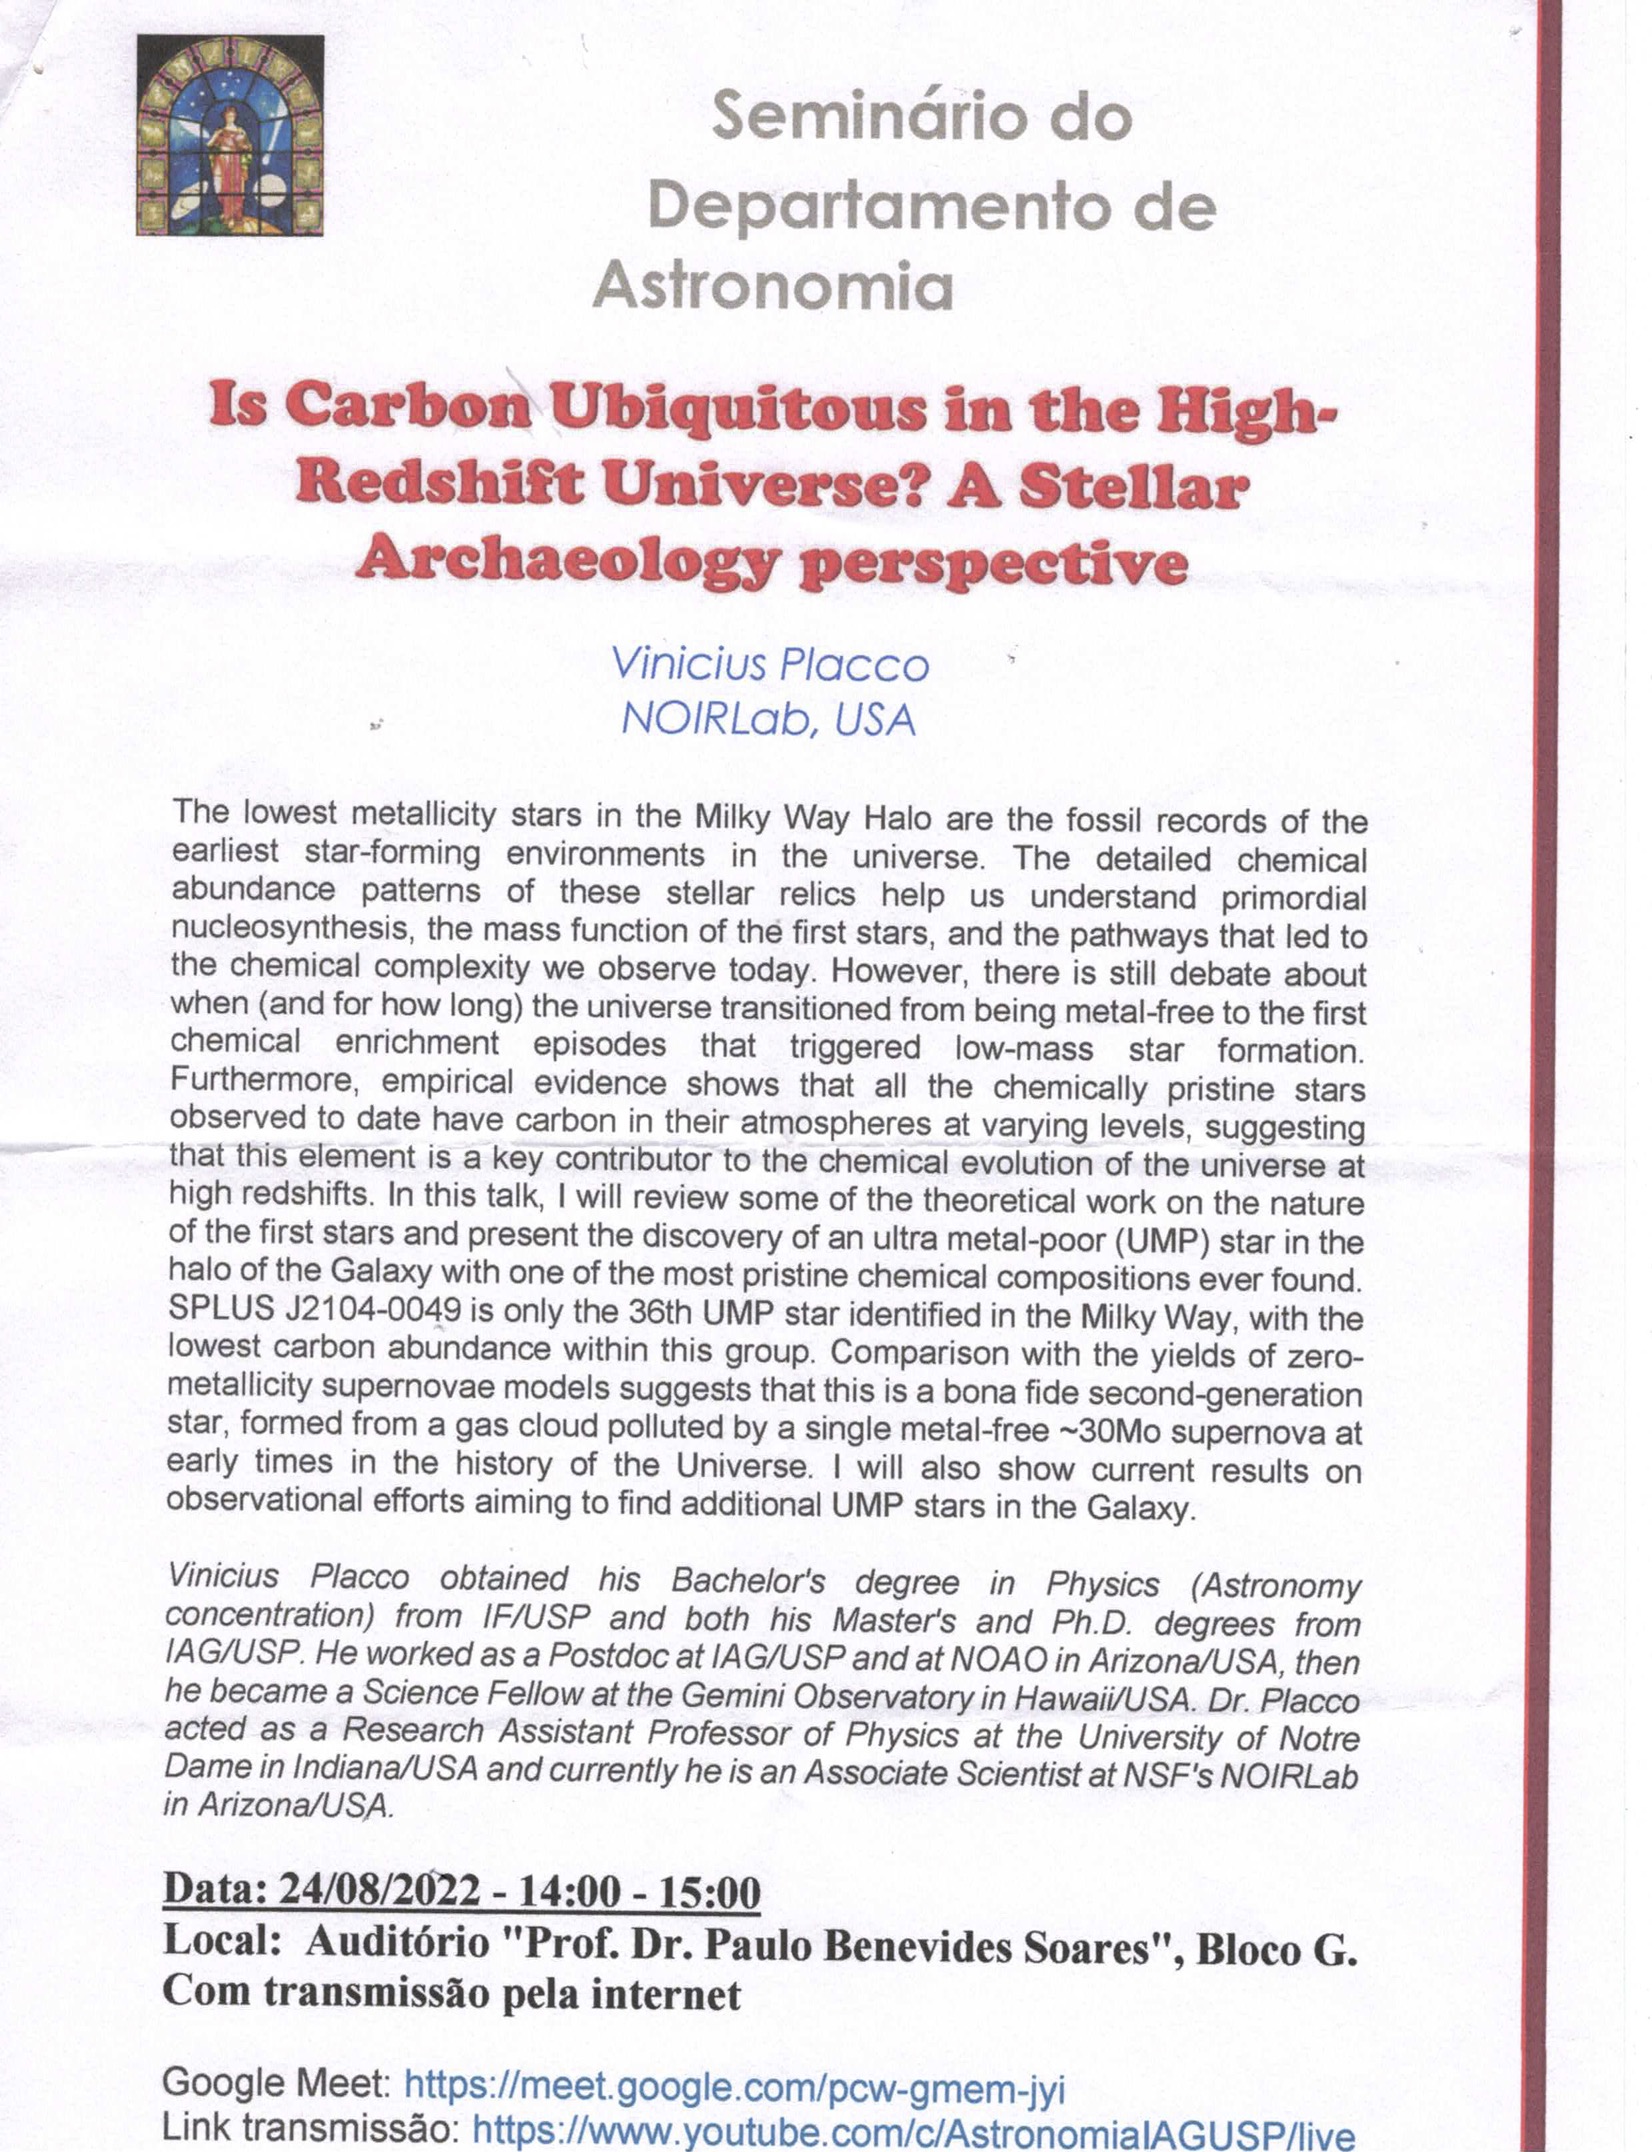 Seminário do
Departamento de
Astronomia
Is Carbon Ubiquitous in the High-
Redshift Universe? A Stellar
Archaeology perspective
Vinicius Placco
NOIRLab, USA
The lowest metallicity stars in the Milky Way Halo are the fossil records of the
earliest star-forming environments in the universe. The detailed chemical
abundance patterns of these stellar relics help us understand primordial
nucleosynthesis, the mass function of the first stars, and the pathways that led to
the chemical complexity we observe today. However, there is still debate about
when (and for how long) the universe transitioned from being metal-free to the first
chemical enrichment episodes that triggered low-mass star formation.
Furthermore, empirical evidence shows that all the chemically pristine stars
observed to date have carbon in their atmospheres at varying levels, suggesting
that this element is a key contributor to the chemical evolution of the universe at
high redshifts. In this talk, I will review some of the theoretical work on the nature
of the first stars and present the discovery of an ultra metal-poor (UMP) star in the
halo of the Galaxy with one of the most pristine chemical compositions ever found.
SPLUS J2104-0049 is only the 36th UMP star identified in the Milky Way, with the
lowest carbon abundance within this group. Comparison with the yields of zero-
metallicity supernovae models suggests that this is a bona fide second-generation
star, formed from a gas cloud polluted by a single metal-free ~30Mo supernova at
early times in the history of the Universe. I will also show current results on
observational efforts aiming to find additional UMP stars in the Galaxy.
Vinicius Placco obtained his Bachelor's degree in Physics (Astronomy
concentration) from IF/USP and both his Master's and Ph.D. degrees from
IAG/USP. He worked as a Postdoc at IAG/USP and at NOAO in Arizona/USA, then
he became a Science Fellow at the Gemini Observatory in Hawaii/USA. Dr. Placco
acted as a Research Assistant Professor of Physics at the University of Notre
Dame in Indiana/USA and currently he is an Associate Scientist at NSF's NOIRLab
in Arizona/USA.
Data: 24/08/2022 - 14:00 - 15:00
Local: Auditório "Prof. Dr. Paulo Benevides Soares", Bloco G.
Com transmissão pela internet
Google Meet: https://meet.google.com/pcw-gmem-jyi
Link transmissão: https://www.youtube.com/c/AstronomiaIAGUSP/live